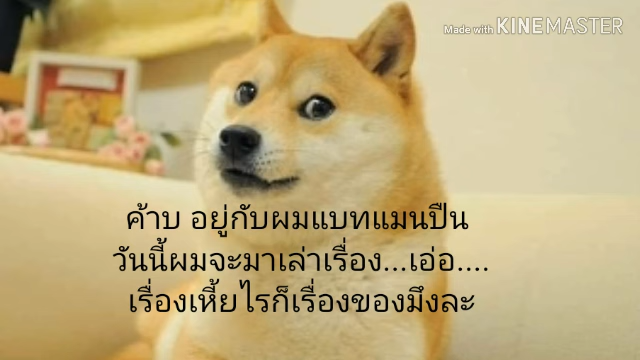 Made with KINEMASTER
ค้าบ อยู่กับผมแบทแมนปืน
วันนี้ผมจะมาเล่าเรื่อง...เอ่อ....
เรื่องเหี้ยไรก็เรื่องของมึงละ